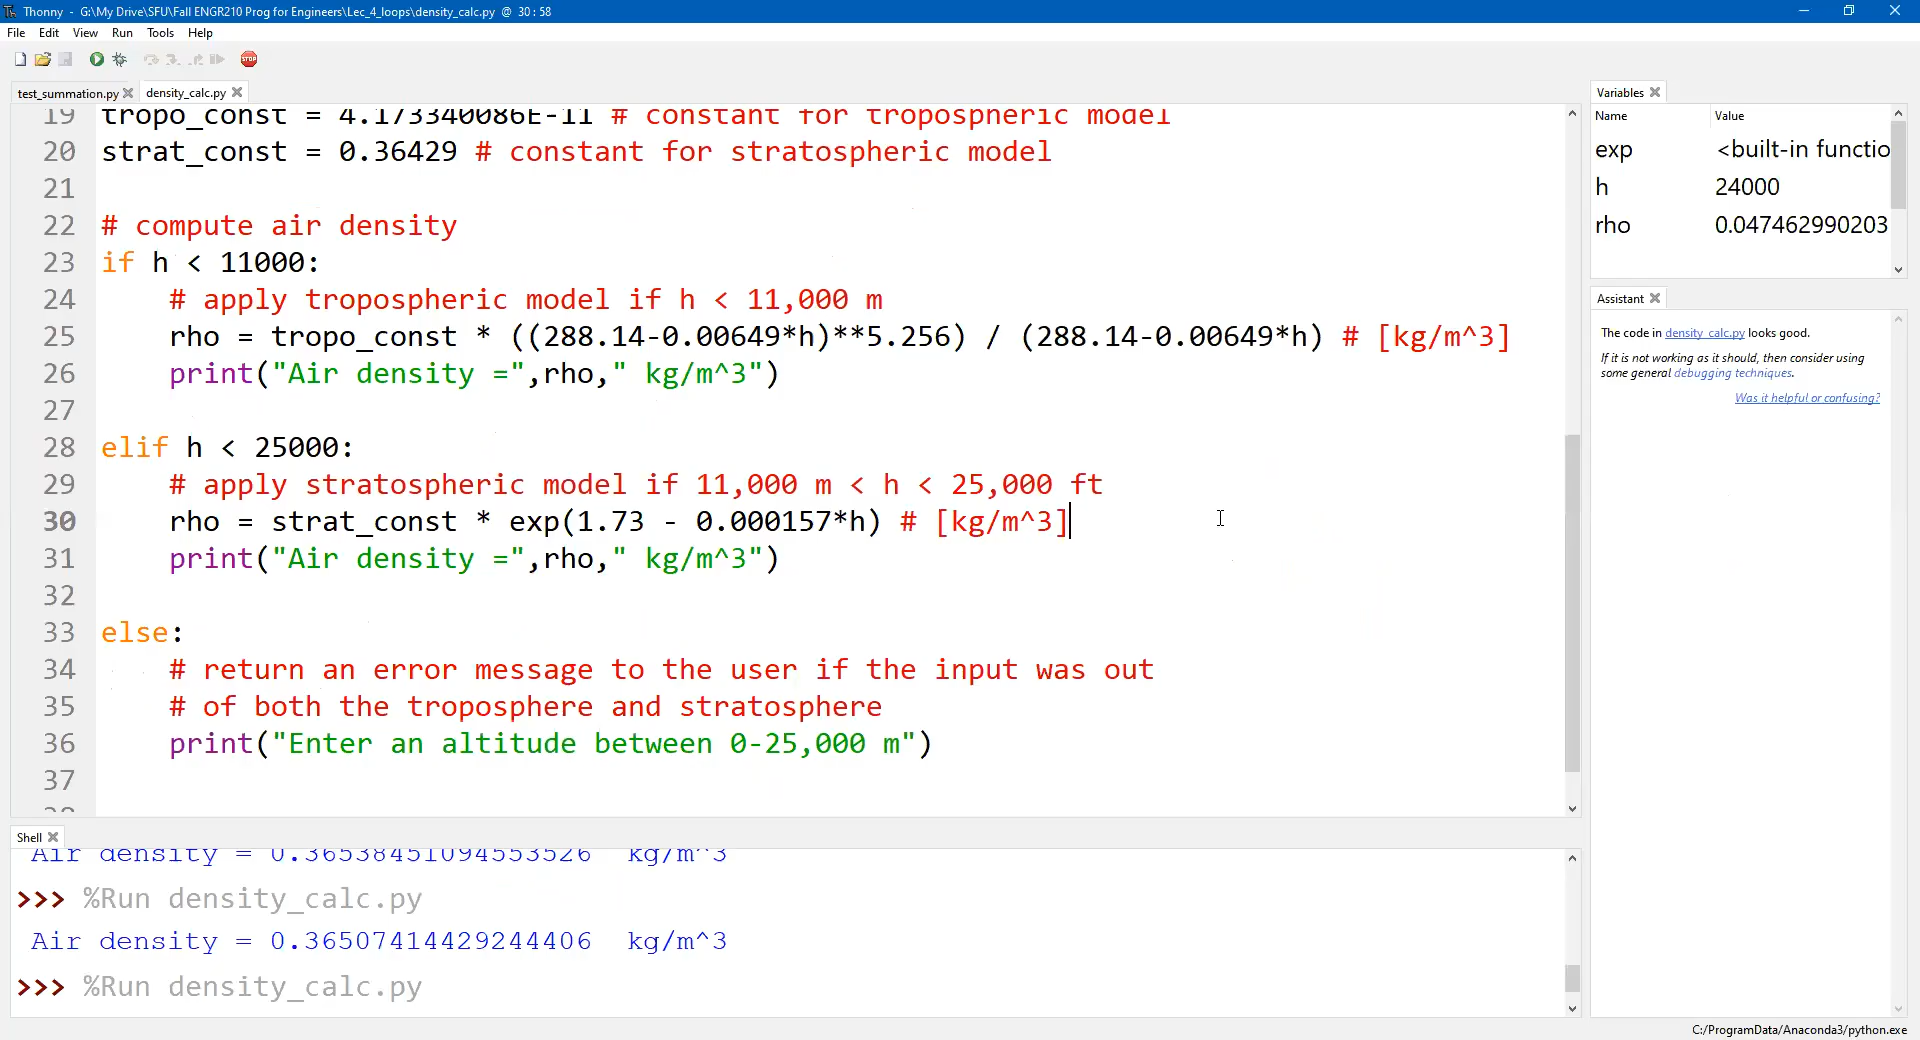 Thonny - G:\My Drive\SFU\Fall ENGR210 Prog for Engineers\Lec_4_loops\density_calc.py @ 30:58
File Edit View Run Tools Help
STOP
test_summation.py density_calc.py
19 tropo_const = 4.173340086E-11 # constant for tropospheric model
20 strat_const = 0.36429 # constant for stratospheric model
21
22 # compute air density
23 if h < 11000:
24 # apply tropospheric model if h < 11,000 m
25 rho = tropo_const * ((288.14-0.00649*h)**5.256) / (288.14-0.00649*h) # [kg/m^3]
26 print("Air density =",rho," kg/m^3")
27
28 elif h < 25000:
29 # apply stratospheric model if 11,000 m < h < 25,000 ft
30 rho = strat_const * exp(1.73 - 0.000157*h) # [kg/m^3]
31 print("Air density =",rho," kg/m^3")
32
33 else:
34 # return an error message to the user if the input was out
35 # of both the troposphere and stratosphere
36 print("Enter an altitude between 0-25,000 m")
37
38
Shell
Air density = 0.36538451094553526 kg/m^3
>>> %Run density_calc.py
Air density = 0.36507414429244406 kg/m^3
>>> %Run density_calc.py
Variables
Name Value
exp <built-in functio
h 24000
rho 0.047462990203
Assistant
The code in density_calc.py looks good.
If it is not working as it should, then consider using
some general debugging techniques.
Was it helpful or confusing?
C:/ProgramData/Anaconda3/python.exe